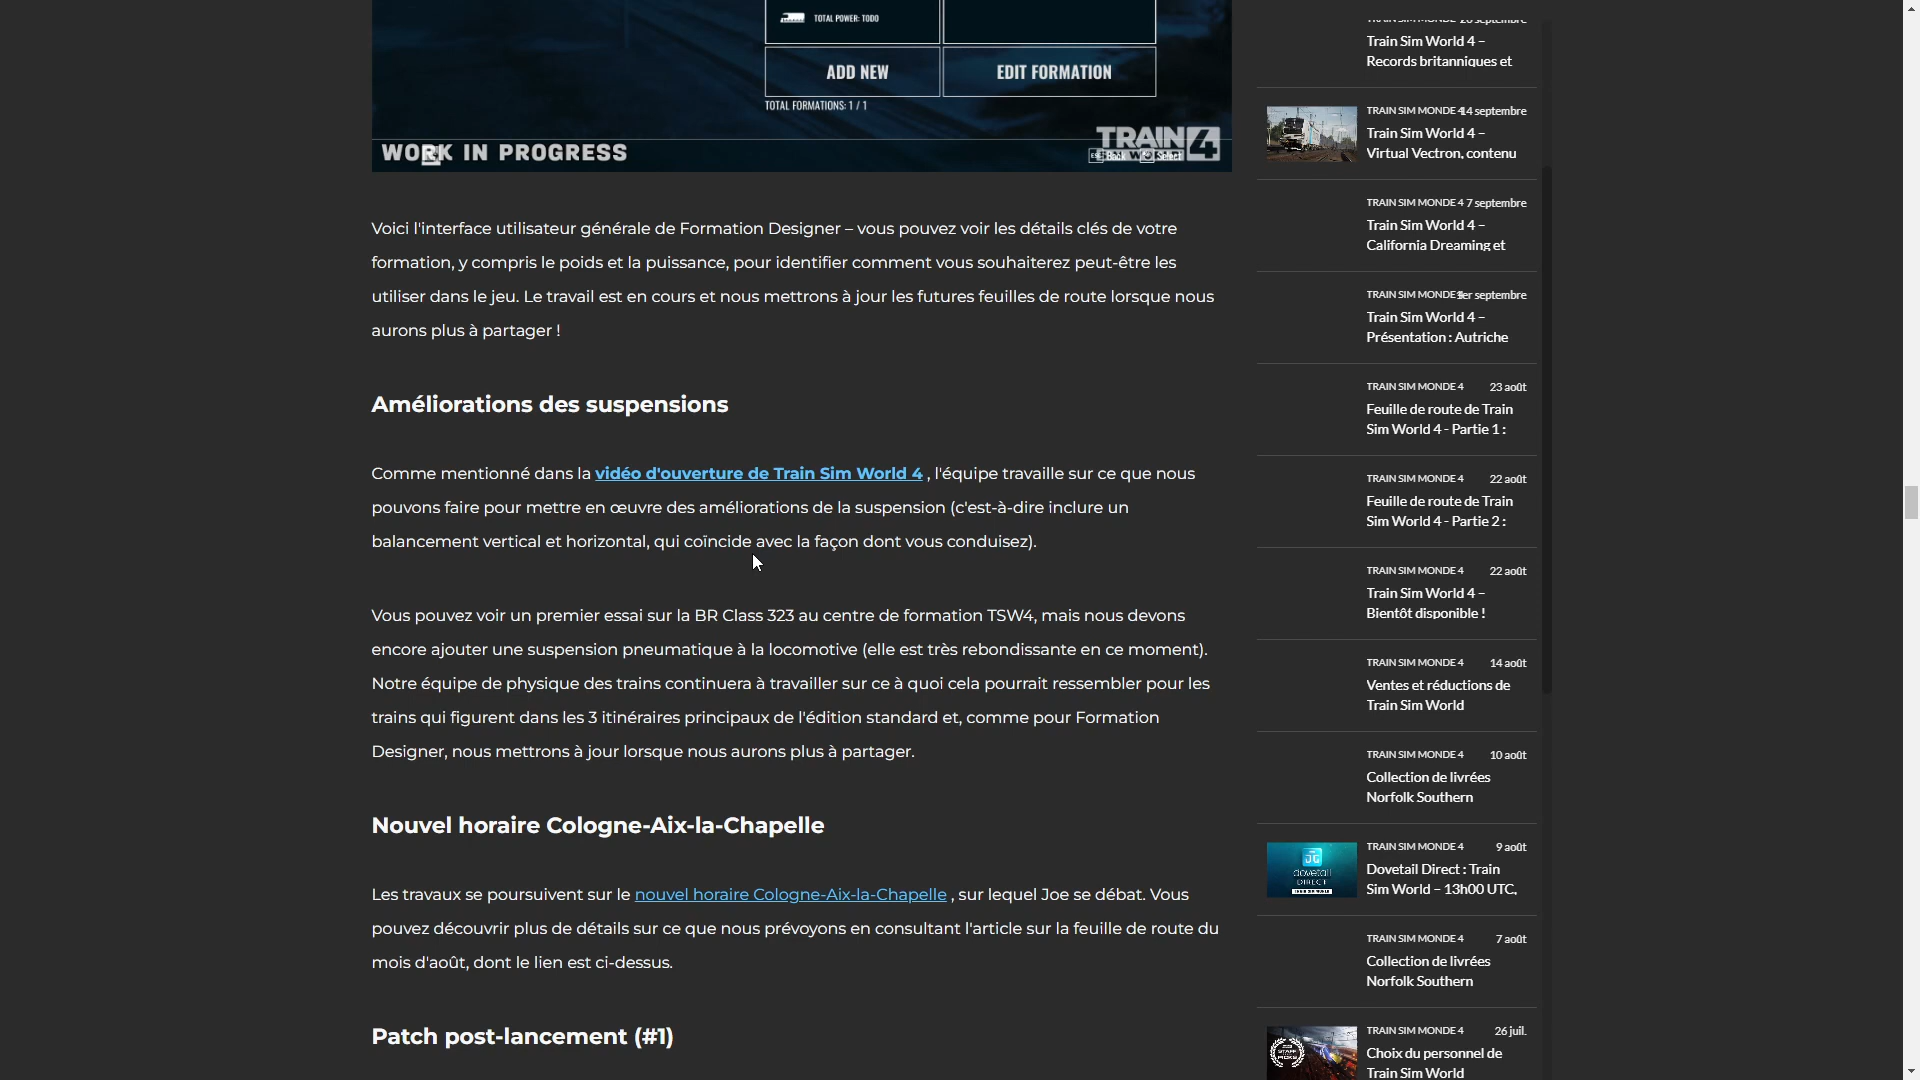 TOTAL POWER: TODO
ADD NEW
EDIT FORMATION
TOTAL FORMATIONS: 1 / 1
WORK IN PROGRESS
TRAIN 4
Back
Select
Voici l'interface utilisateur générale de Formation Designer – vous pouvez voir les détails clés de votre
formation, y compris le poids et la puissance, pour identifier comment vous souhaiterez peut-être les
utiliser dans le jeu. Le travail est en cours et nous mettrons à jour les futures feuilles de route lorsque nous
aurons plus à partager !
Améliorations des suspensions
Comme mentionné dans la vidéo d'ouverture de Train Sim World 4 , l'équipe travaille sur ce que nous
pouvons faire pour mettre en œuvre des améliorations de la suspension (c'est-à-dire inclure un
balancement vertical et horizontal, qui coïncide avec la façon dont vous conduisez).
Vous pouvez voir un premier essai sur la BR Class 323 au centre de formation TSW4, mais nous devons
encore ajouter une suspension pneumatique à la locomotive (elle est très rebondissante en ce moment).
Notre équipe de physique des trains continuera à travailler sur ce à quoi cela pourrait ressembler pour les
trains qui figurent dans les 3 itinéraires principaux de l'édition standard et, comme pour Formation
Designer, nous mettrons à jour lorsque nous aurons plus à partager.
Nouvel horaire Cologne-Aix-la-Chapelle
Les travaux se poursuivent sur le nouvel horaire Cologne-Aix-la-Chapelle , sur lequel Joe se débat. Vous
pouvez découvrir plus de détails sur ce que nous prévoyons en consultant l'article sur la feuille de route du
mois d'août, dont le lien est ci-dessus.
Patch post-lancement (#1)
Train Sim World 4 –
Records britanniques et
TRAIN SIM MONDE 4 14 septembre
Train Sim World 4 –
Virtual Vectron, contenu
TRAIN SIM MONDE 4 7 septembre
Train Sim World 4 –
California Dreaming et
TRAIN SIM MONDE 1er septembre
Train Sim World 4 –
Présentation : Autriche
TRAIN SIM MONDE 4 23 août
Feuille de route de Train
Sim World 4 - Partie 1 :
TRAIN SIM MONDE 4 22 août
Feuille de route de Train
Sim World 4 - Partie 2 :
TRAIN SIM MONDE 4 22 août
Train Sim World 4 –
Bientôt disponible !
TRAIN SIM MONDE 4 14 août
Ventes et réductions de
Train Sim World
TRAIN SIM MONDE 4 10 août
Collection de livrées
Norfolk Southern
dovetail
DIRECT
TRAIN SIM MONDE 4 9 août
Dovetail Direct : Train
Sim World – 13h00 UTC,
TRAIN SIM MONDE 4 7 août
Collection de livrées
Norfolk Southern
STAFF
PICKS
TRAIN SIM MONDE 4 26 juil.
Choix du personnel de
Train Sim World